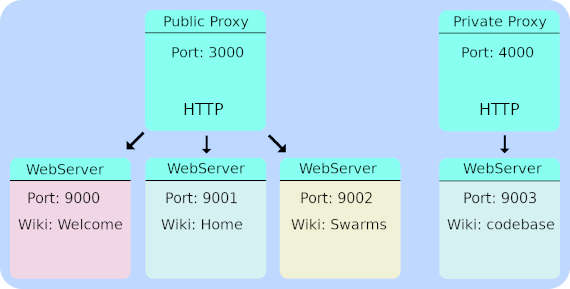 Public Proxy
Port: 3000
HTTP
Private Proxy
Port: 4000
HTTP
WebServer
Port: 9000
Wiki: Welcome
WebServer
Port: 9001
Wiki: Home
WebServer
Port: 9002
Wiki: Swarms
WebServer
Port: 9003
Wiki: codebase